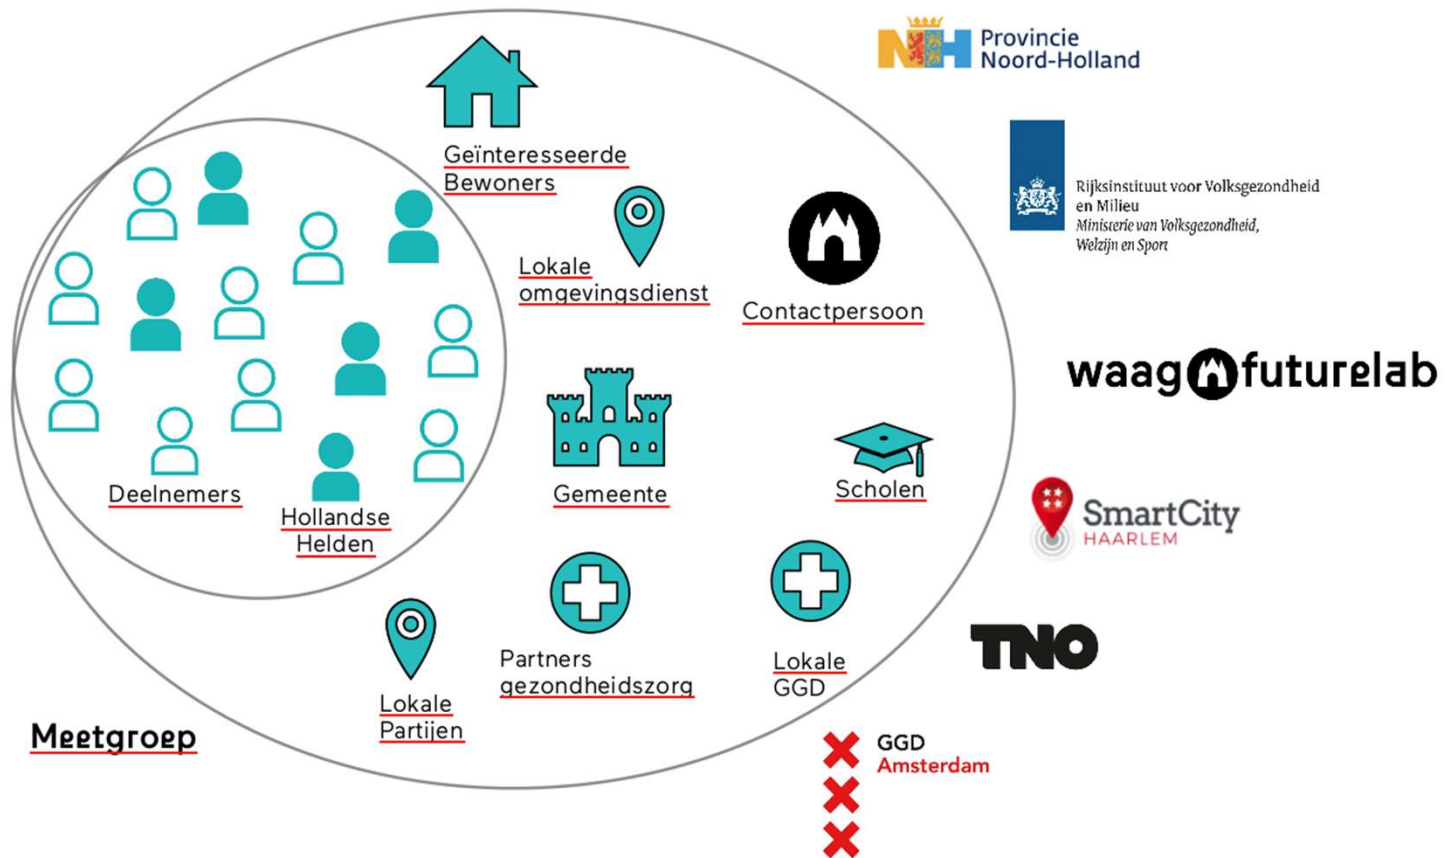 Geïnteresseerde
Bewoners
Lokale
omgevingsdienst
Contactpersoon
Gemeente
Scholen
Deelnemers
Hollandse
Helden
Partners
gezondheidszorg
Lokale
GGD
Lokale
Partijen
Meetgroep
NH Provincie
Noord-Holland
Rijksinstituut voor Volksgezondheid
en Milieu
Ministerie van Volksgezondheid,
Welzijn en Sport
waag futurelab
SmartCity
HAARLEM
TNO
GGD
Amsterdam